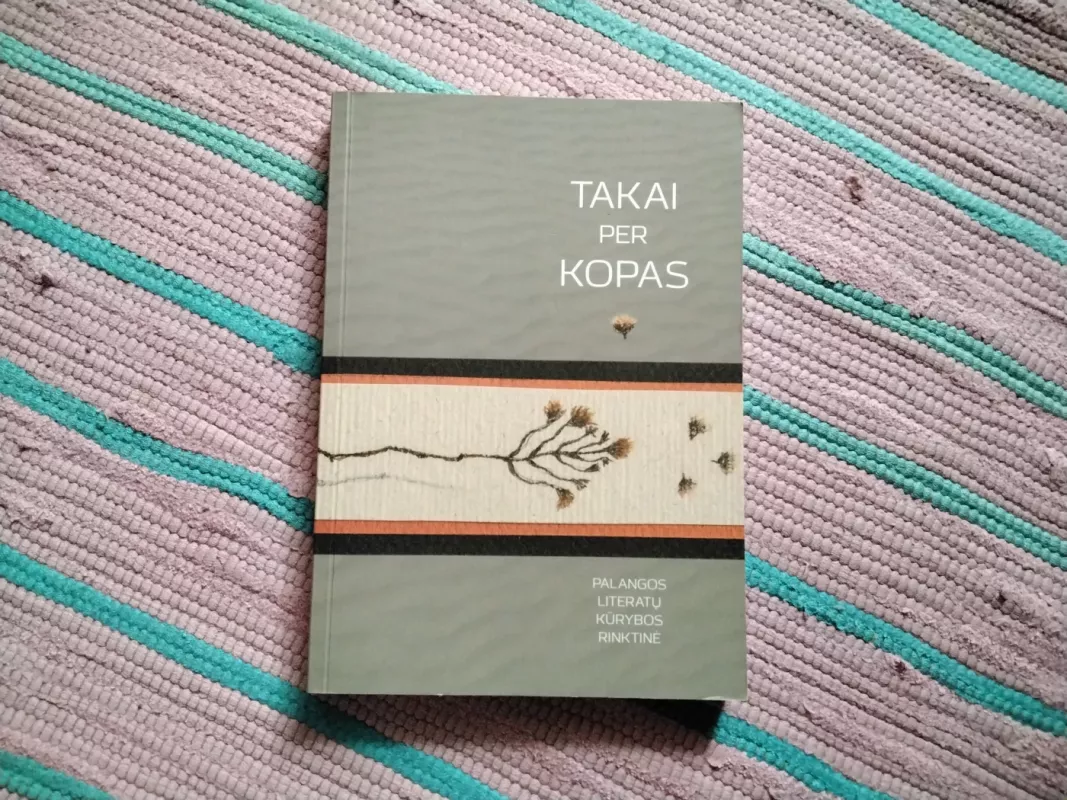 TAKAI
PER
KOPAS
PALANGOS
LITERATŲ
KŪRYBOS
RINKTINĖ